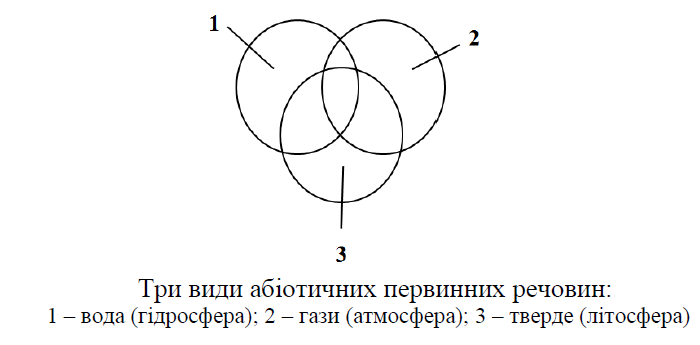 1
2
3
Три види абіотичних первинних речовин:
1 – вода (гідросфера); 2 – гази (атмосфера); 3 – тверде (літосфера)